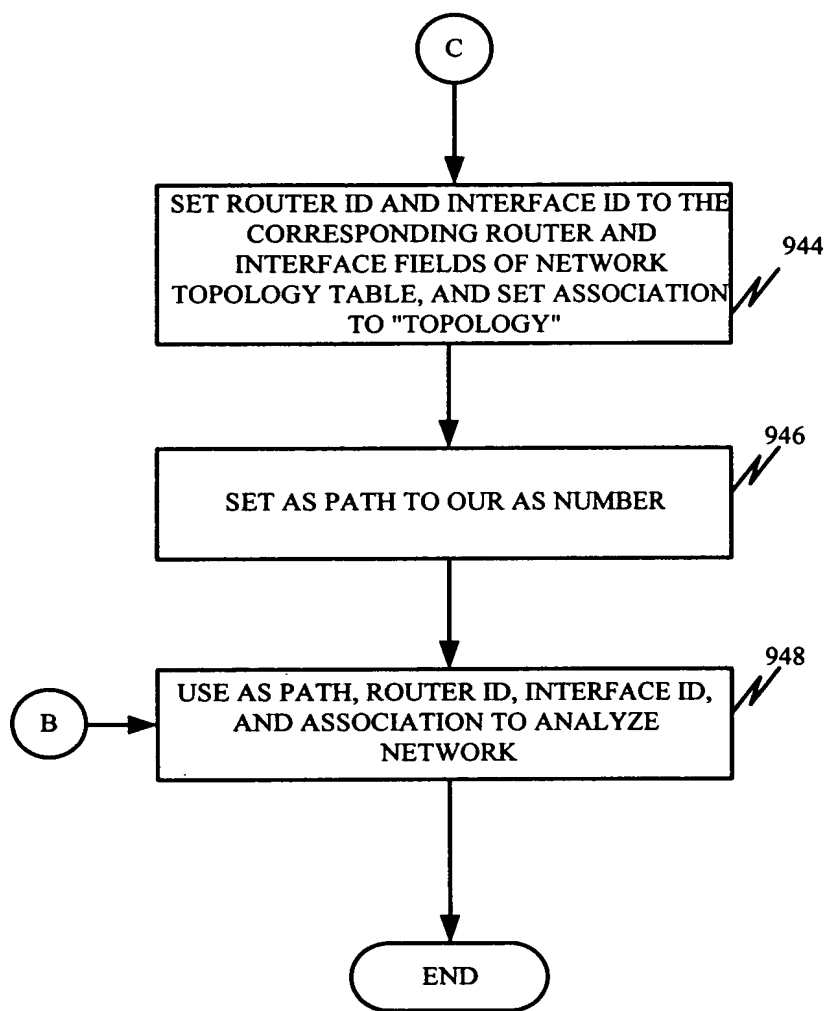 C
SET ROUTER ID AND INTERFACE ID TO THE
CORRESPONDING ROUTER AND
INTERFACE FIELDS OF NETWORK
TOPOLOGY TABLE, AND SET ASSOCIATION
TO "TOPOLOGY"
944
SET AS PATH TO OUR AS NUMBER
946
B
USE AS PATH, ROUTER ID, INTERFACE ID,
AND ASSOCIATION TO ANALYZE
NETWORK
948
END